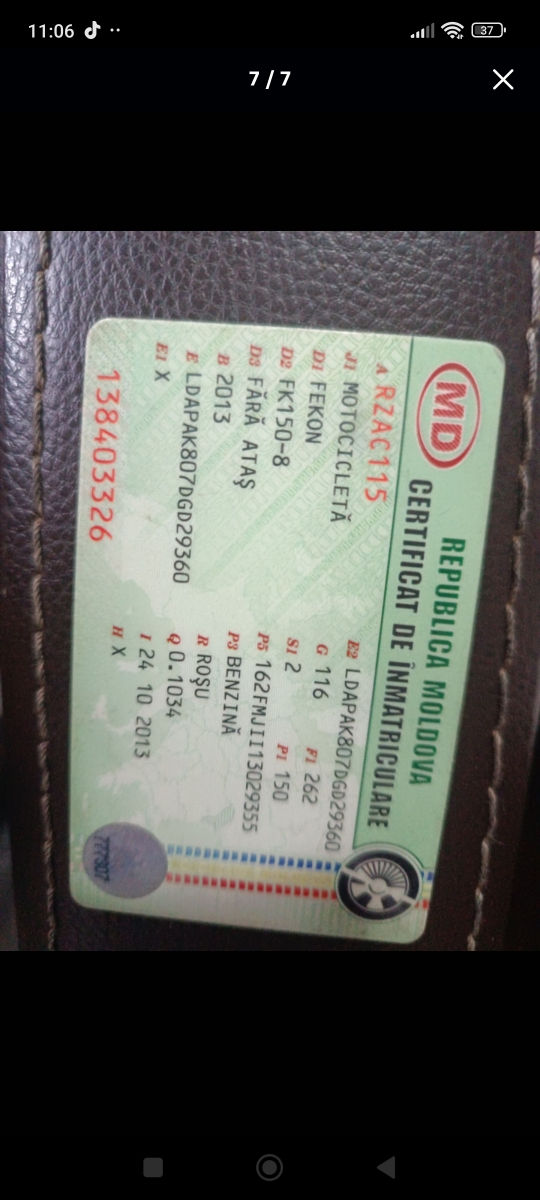 11:06
37
7 / 7
MD
REPUBLICA MOLDOVA
CERTIFICAT DE ÎNMATRICULARE
A RZAC115
J1 MOTOCICLETĂ
D1 FEKON
D2 FK150-8
D3 FĂRĂ ATAŞ
B 2013
E LDAPAK807DGD29360
E1 X
138403326
E2 LDAPAK807DGD29360
G 116 F1 262
S1 2 P1 150
P5 162FMJII13029355
P3 BENZINĂ
R ROŞU
Q 0.1034
I 24 10 2013
H X